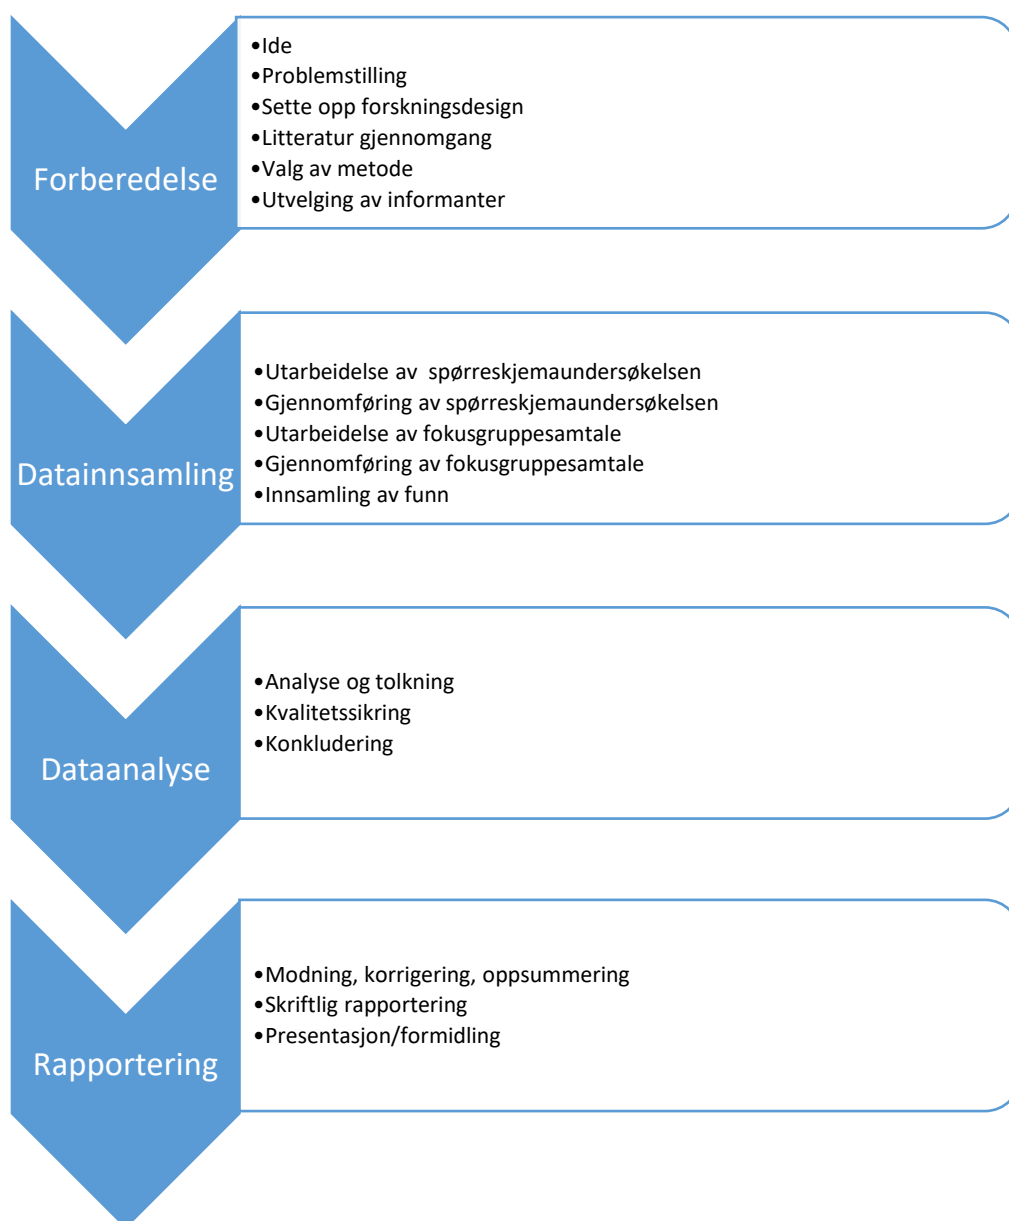 Forberedelse
•Ide
•Problemstilling
•Sette opp forskningsdesign
•Litteratur gjennomgang
•Valg av metode
•Utvelging av informanter
Datainnsamling
•Utarbeidelse av  spørreskjemaundersøkelsen
•Gjennomføring av spørreskjemaundersøkelsen
•Utarbeidelse av fokusgruppesamtale
•Gjennomføring av fokusgruppesamtale
•Innsamling av funn
Dataanalyse
•Analyse og tolkning
•Kvalitetssikring
•Konkludering
Rapportering
•Modning, korrigering, oppsummering
•Skriftlig rapportering
•Presentasjon/formidling